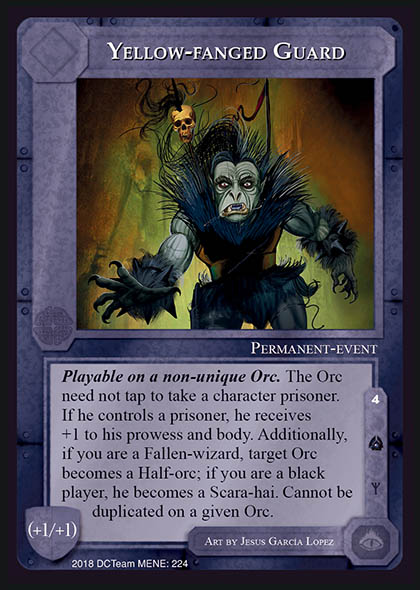 YELLOW-FANGED GUARD
PERMANENT-EVENT
Playable on a non-unique Orc. The Orc
need not tap to take a character prisoner.
If he controls a prisoner, he receives
+1 to his prowess and body. Additionally,
if you are a Fallen-wizard, target Orc
becomes a Half-orc; if you are a black
player, he becomes a Scara-hai. Cannot be
duplicated on a given Orc.
4
(+1/+1)
ART BY JESUS GARCIA LOPEZ
2018 DCTeam MENE: 224